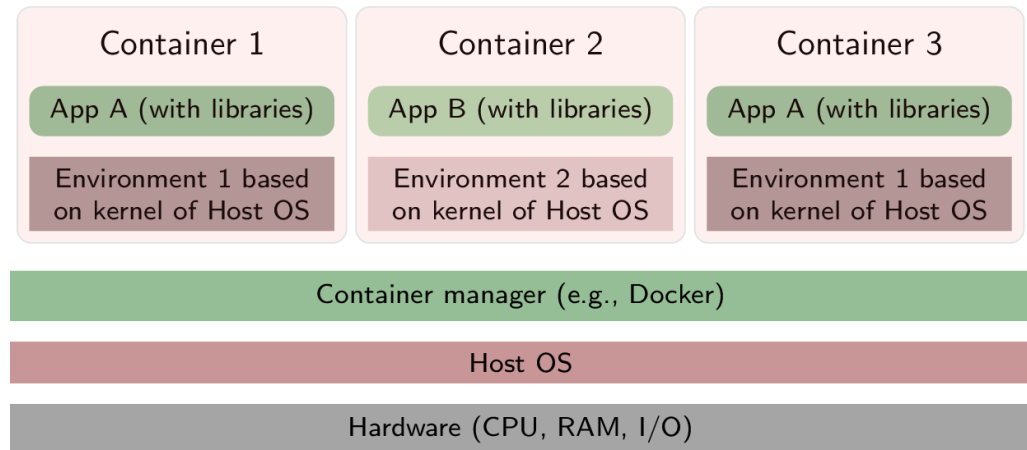 Container 1
App A (with libraries)
Environment 1 based
on kernel of Host OS
Container 2
App B (with libraries)
Environment 2 based
on kernel of Host OS
Container 3
App A (with libraries)
Environment 1 based
on kernel of Host OS
Container manager (e.g., Docker)
Host OS
Hardware (CPU, RAM, I/O)